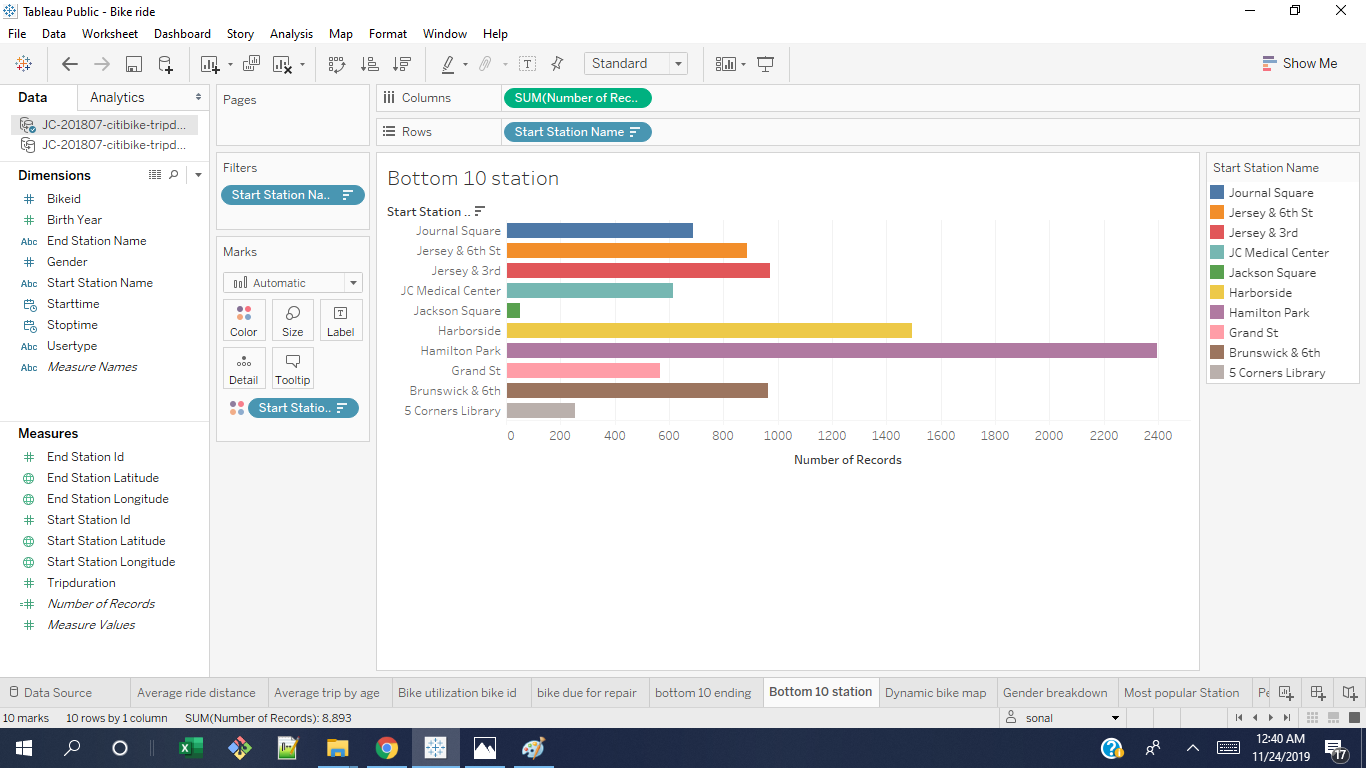 Tableau Public - Bike ride
File Data Worksheet Dashboard Story Analysis Map Format Window Help
Standard
Show Me
Data Analytics
JC-201807-citibike-tripd...
JC-201807-citibike-tripd...
Dimensions
Bikeid
Birth Year
Abc End Station Name
Gender
Abc Start Station Name
Starttime
Stoptime
Abc Usertype
Abc Measure Names
Measures
End Station Id
End Station Latitude
End Station Longitude
Start Station Id
Start Station Latitude
Start Station Longitude
Tripduration
Number of Records
Measure Values
Pages
Filters
Start Station Na..
Marks
Automatic
Color Size Label
Detail Tooltip
Start Statio..
Columns SUM(Number of Rec..
Rows Start Station Name
Bottom 10 station
Start Station ..
Journal Square
Jersey & 6th St
Jersey & 3rd
JC Medical Center
Jackson Square
Harborside
Hamilton Park
Grand St
Brunswick & 6th
5 Corners Library
0 200 400 600 800 1000 1200 1400 1600 1800 2000 2200 2400
Number of Records
Start Station Name
Journal Square
Jersey & 6th St
Jersey & 3rd
JC Medical Center
Jackson Square
Harborside
Hamilton Park
Grand St
Brunswick & 6th
5 Corners Library
Data Source Average ride distance Average trip by age Bike utilization bike id bike due for repair bottom 10 ending Bottom 10 station Dynamic bike map Gender breakdown Most popular Station Pe
10 marks 10 rows by 1 column SUM(Number of Records): 8,893 sonal
12:40 AM
11/24/2019
17